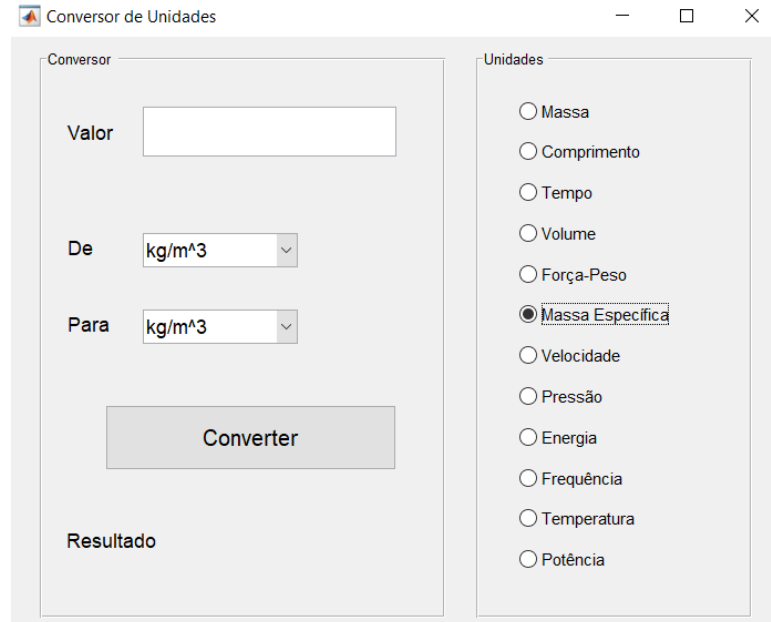 Conversor de Unidades
Conversor
Valor
De
kg/m^3
Para
kg/m^3
Converter
Resultado
Unidades
Massa
Comprimento
Tempo
Volume
Força-Peso
Massa Específica
Velocidade
Pressão
Energia
Frequência
Temperatura
Potência